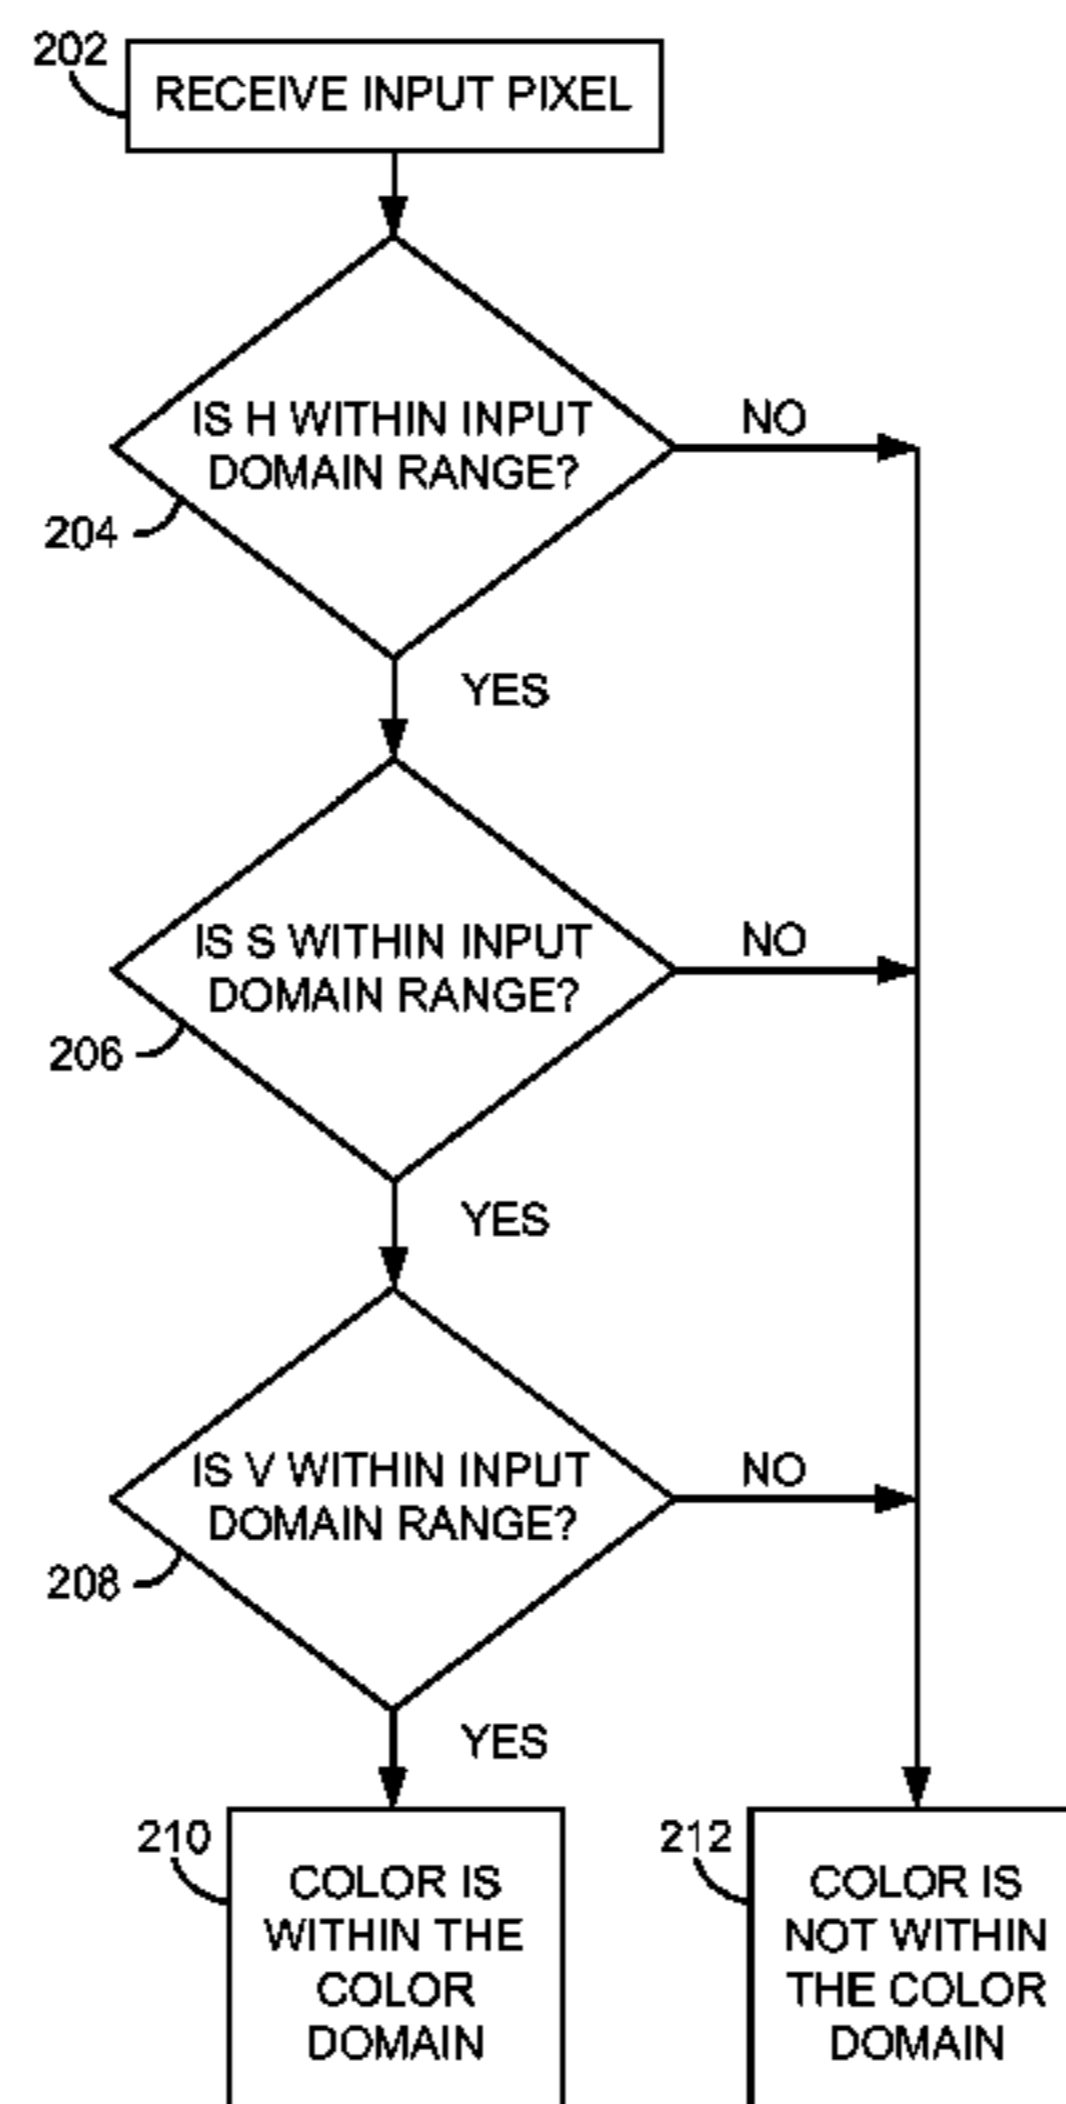 202
RECEIVE INPUT PIXEL
IS H WITHIN INPUT
DOMAIN RANGE?
NO
204
YES
IS S WITHIN INPUT
DOMAIN RANGE?
NO
206
YES
IS V WITHIN INPUT
DOMAIN RANGE?
NO
208
YES
210
COLOR IS
WITHIN THE
COLOR
DOMAIN
212
COLOR IS
NOT WITHIN
THE COLOR
DOMAIN